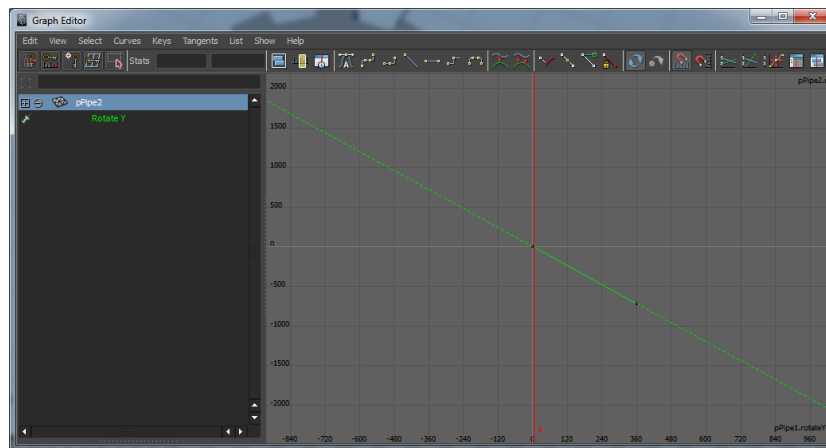 Graph Editor
Edit View Select Curves Keys Tangents List Show Help
Stats
pPipe2
Rotate Y
pPipe2.r
2000
1500
1000
500
0
-500
-1000
-1500
-2000
pPipe1.rotateY
-840 -720 -600 -480 -360 -240 -120 0 120 240 360 480 600 720 840 960